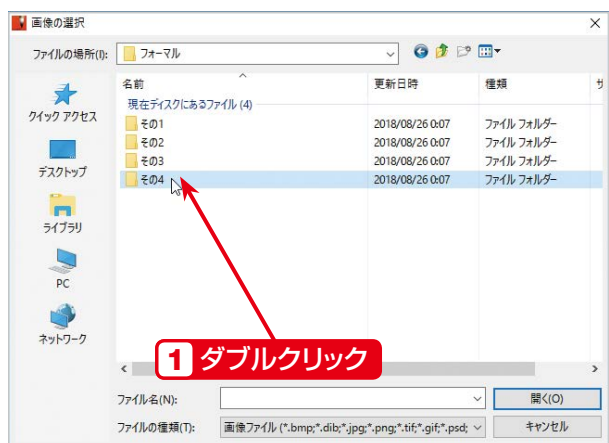 画像の選択
ファイルの場所(I): フォーマル
名前 更新日時 種類 サ
現在ディスクにあるファイル (4)
その1 2018/08/26 0:07 ファイル フォルダー
その2 2018/08/26 0:07 ファイル フォルダー
その3 2018/08/26 0:07 ファイル フォルダー
その4 2018/08/26 0:07 ファイル フォルダー
クイック アクセス
デスクトップ
ライブラリ
PC
ネットワーク
1 ダブルクリック
ファイル名(N): 開く(O)
ファイルの種類(T): 画像ファイル (*.bmp;*.dib;*.jpg;*.png;*.tif;*.gif;*.psd; キャンセル